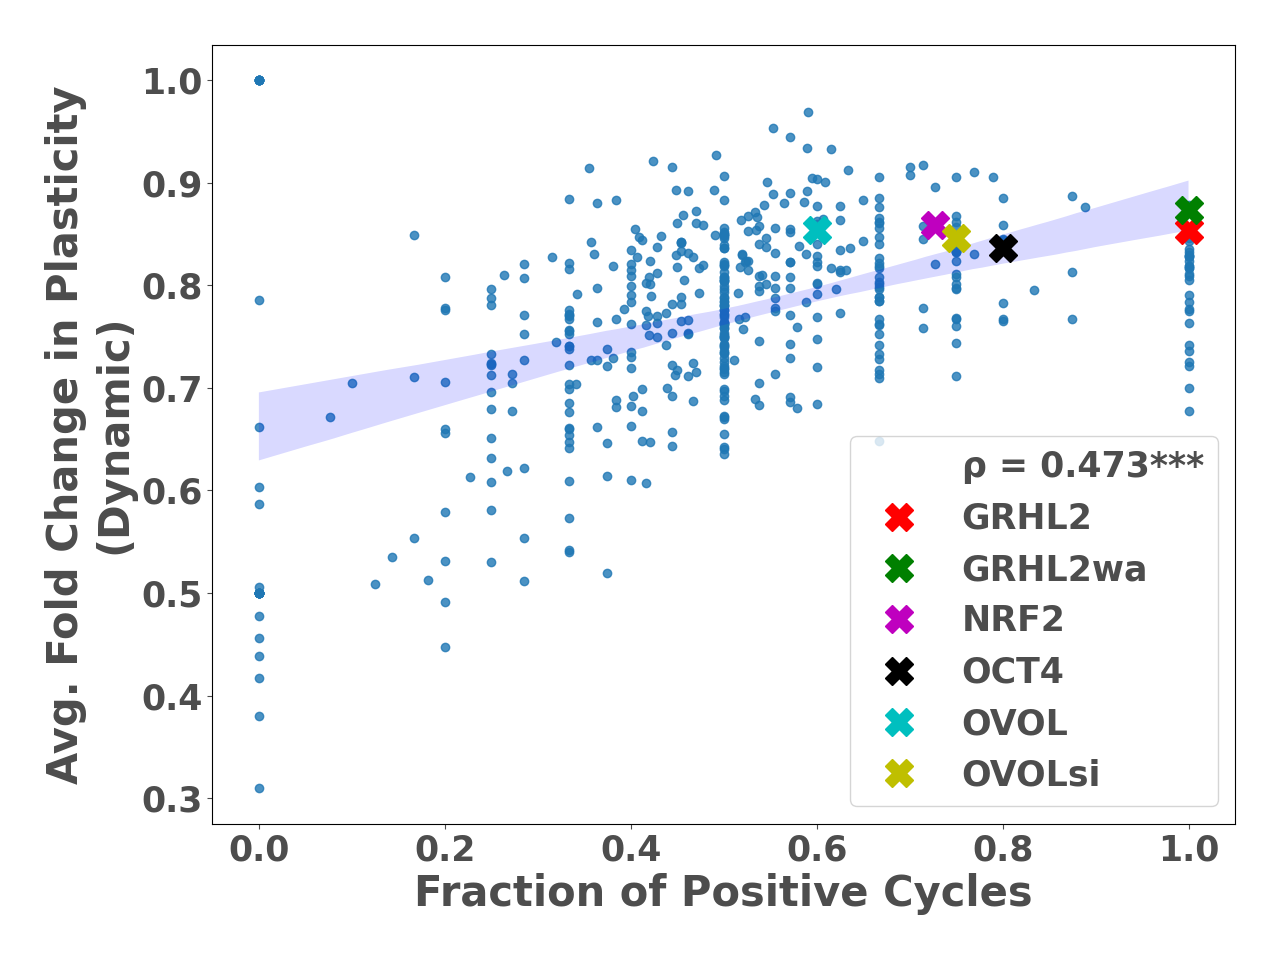 Avg. Fold Change in Plasticity
(Dynamic)
1.0
0.9
0.8
0.7
0.6
0.5
0.4
0.3
ρ = 0.473***
GRHL2
GRHL2wa
NRF2
OCT4
OVOL
OVOLsi
0.0 0.2 0.4 0.6 0.8 1.0
Fraction of Positive Cycles